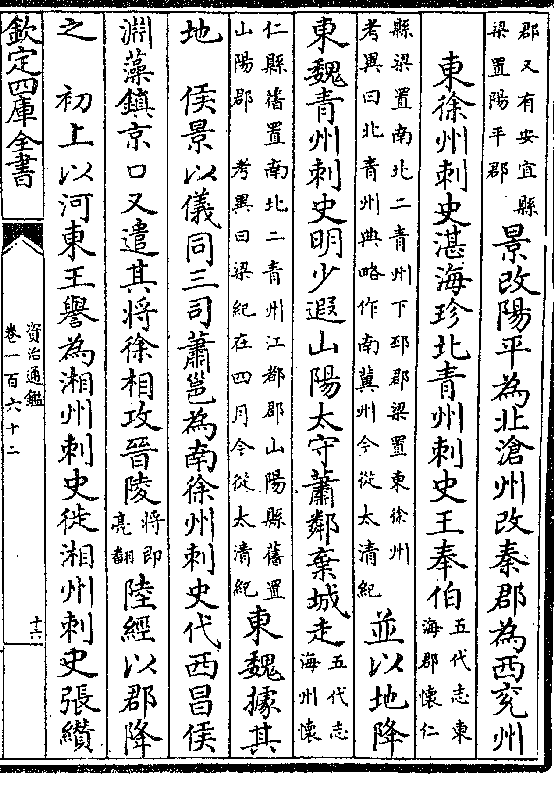 郡又有安宜縣
梁置陽平郡
景改陽平為北滄州改秦郡為西兖州
東徐州刺史湛海珍北青州刺史王奉伯
五代志東
海郡懷仁
縣梁置南北二青州下邳郡梁置東徐州
考異曰北青州典略作南冀州今從太清紀
並以地降
東魏青州刺史明少遐山陽太守蕭鄰棄城走
五代志
海州懷
仁縣舊置南北二青州江都郡山陽縣舊置
山陽郡 考異曰梁紀在四月今從太清紀
東魏據其
地 侯景以儀同三司蕭邕為南徐州刺史代西昌侯
淵藻鎮京口又遣其將徐相攻晉陵
將即
亮翻
陸經以郡降
之 初上以河東王譽為湘州刺史徙湘州刺史張纘
欽定四庫全書
資治通鑑
卷一百六十二
十六